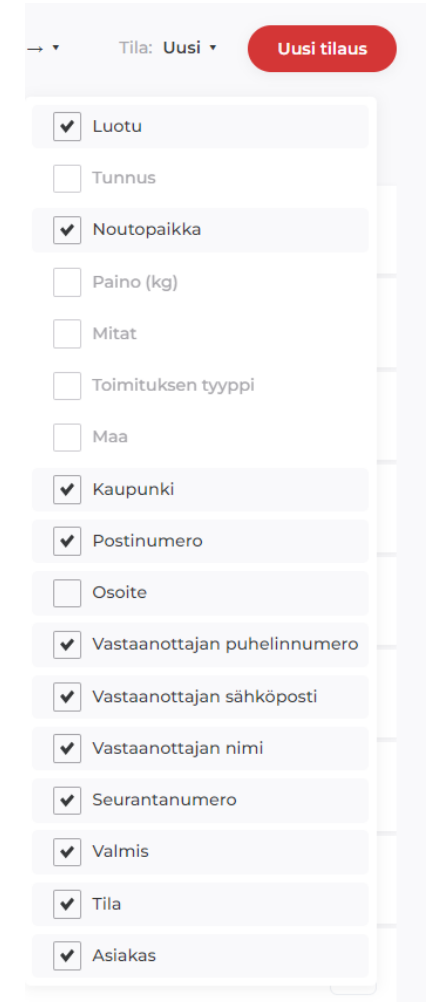 Tila: Uusi
Uusi tilaus
Luotu
Tunnus
Noutopaikka
Paino (kg)
Mitat
Toimituksen tyyppi
Maa
Kaupunki
Postinumero
Osoite
Vastaanottajan puhelinnumero
Vastaanottajan sähköposti
Vastaanottajan nimi
Seurantanumero
Valmis
Tila
Asiakas